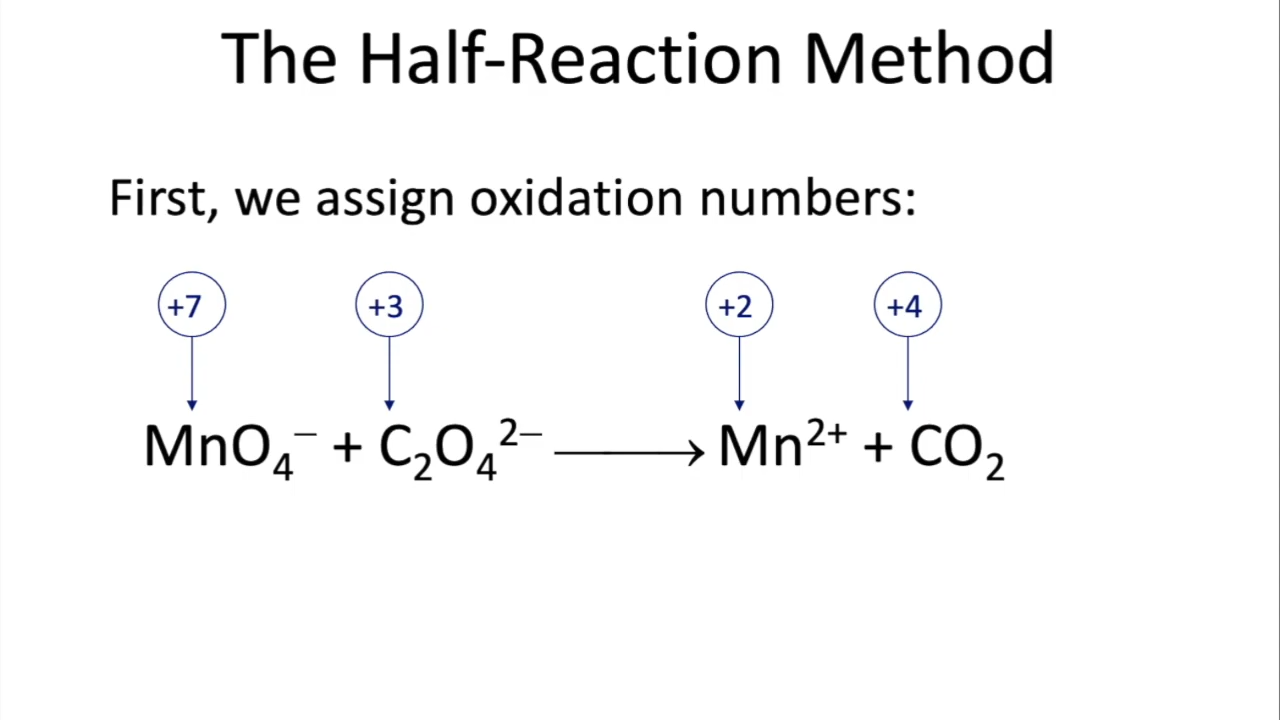 The Half-Reaction Method
First, we assign oxidation numbers:
+7 +3 +2 +4
MnO₄⁻ + C₂O₄²⁻ ⟶ Mn²⁺ + CO₂